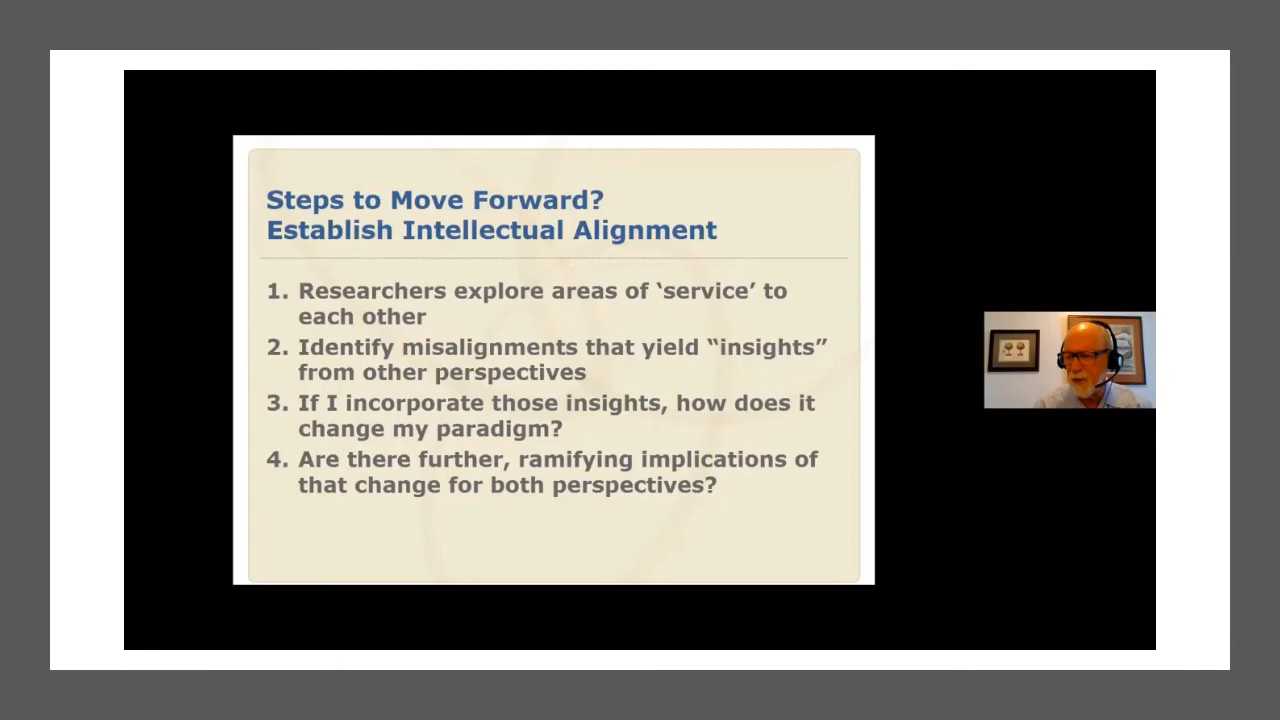 Steps to Move Forward?
Establish Intellectual Alignment
1. Researchers explore areas of ‘service’ to
each other
2. Identify misalignments that yield “insights”
from other perspectives
3. If I incorporate those insights, how does it
change my paradigm?
4. Are there further, ramifying implications of
that change for both perspectives?